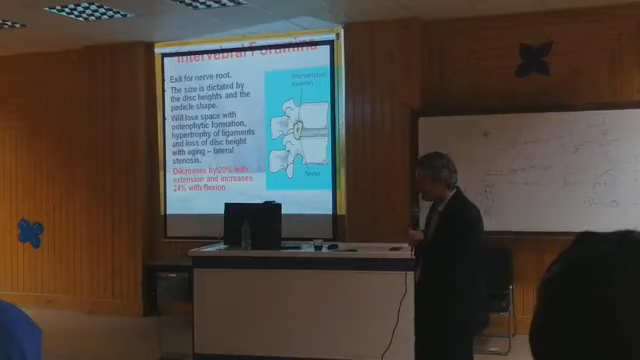 Intervebral Foramina
Exit for nerve root.
The size is dictated by
the disc heights and the
pedicle shape.
Will lose space with
osteophytic formation,
hypertrophy of ligaments
and loss of disc height
with aging – lateral
stenosis.
Decreases by 20% with
extension and increases
24% with flexion
Intervertebral
foramen
Nerve